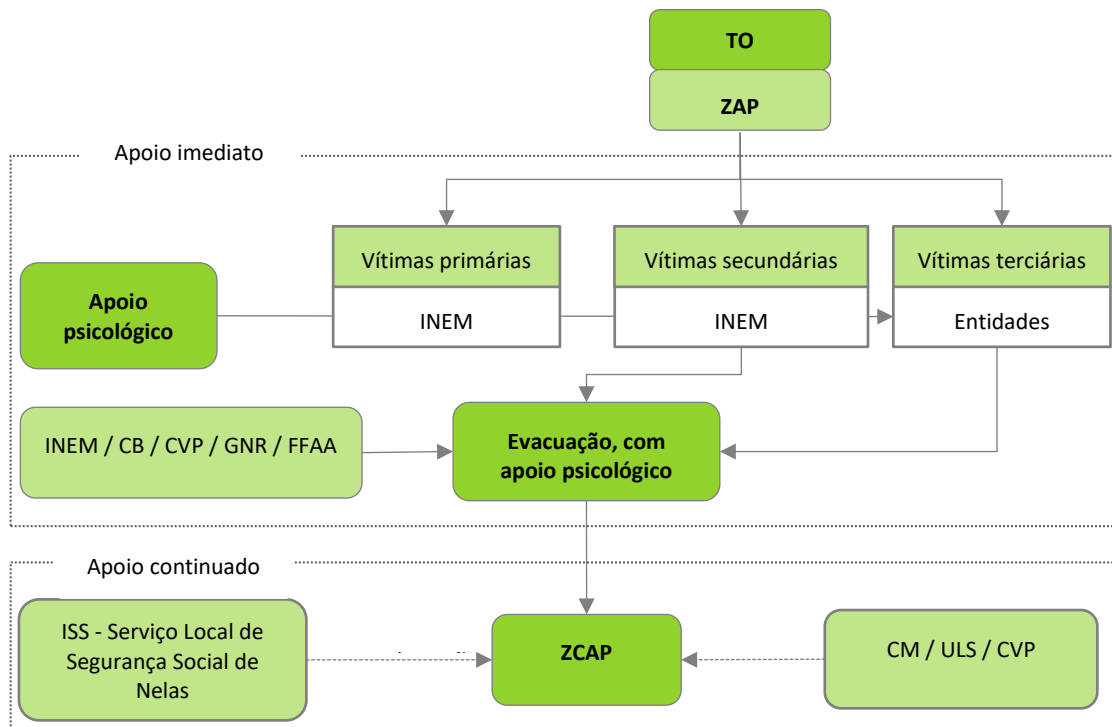 TO
ZAP
Apoio imediato
Vítimas primárias
Vítimas secundárias
Vítimas terciárias
Apoio
psicológico
INEM
INEM
Entidades
INEM / CB / CVP / GNR / FFAA
Evacuação, com
apoio psicológico
Apoio continuado
ISS - Serviço Local de
Segurança Social de
Nelas
ZCAP
CM / ULS / CVP